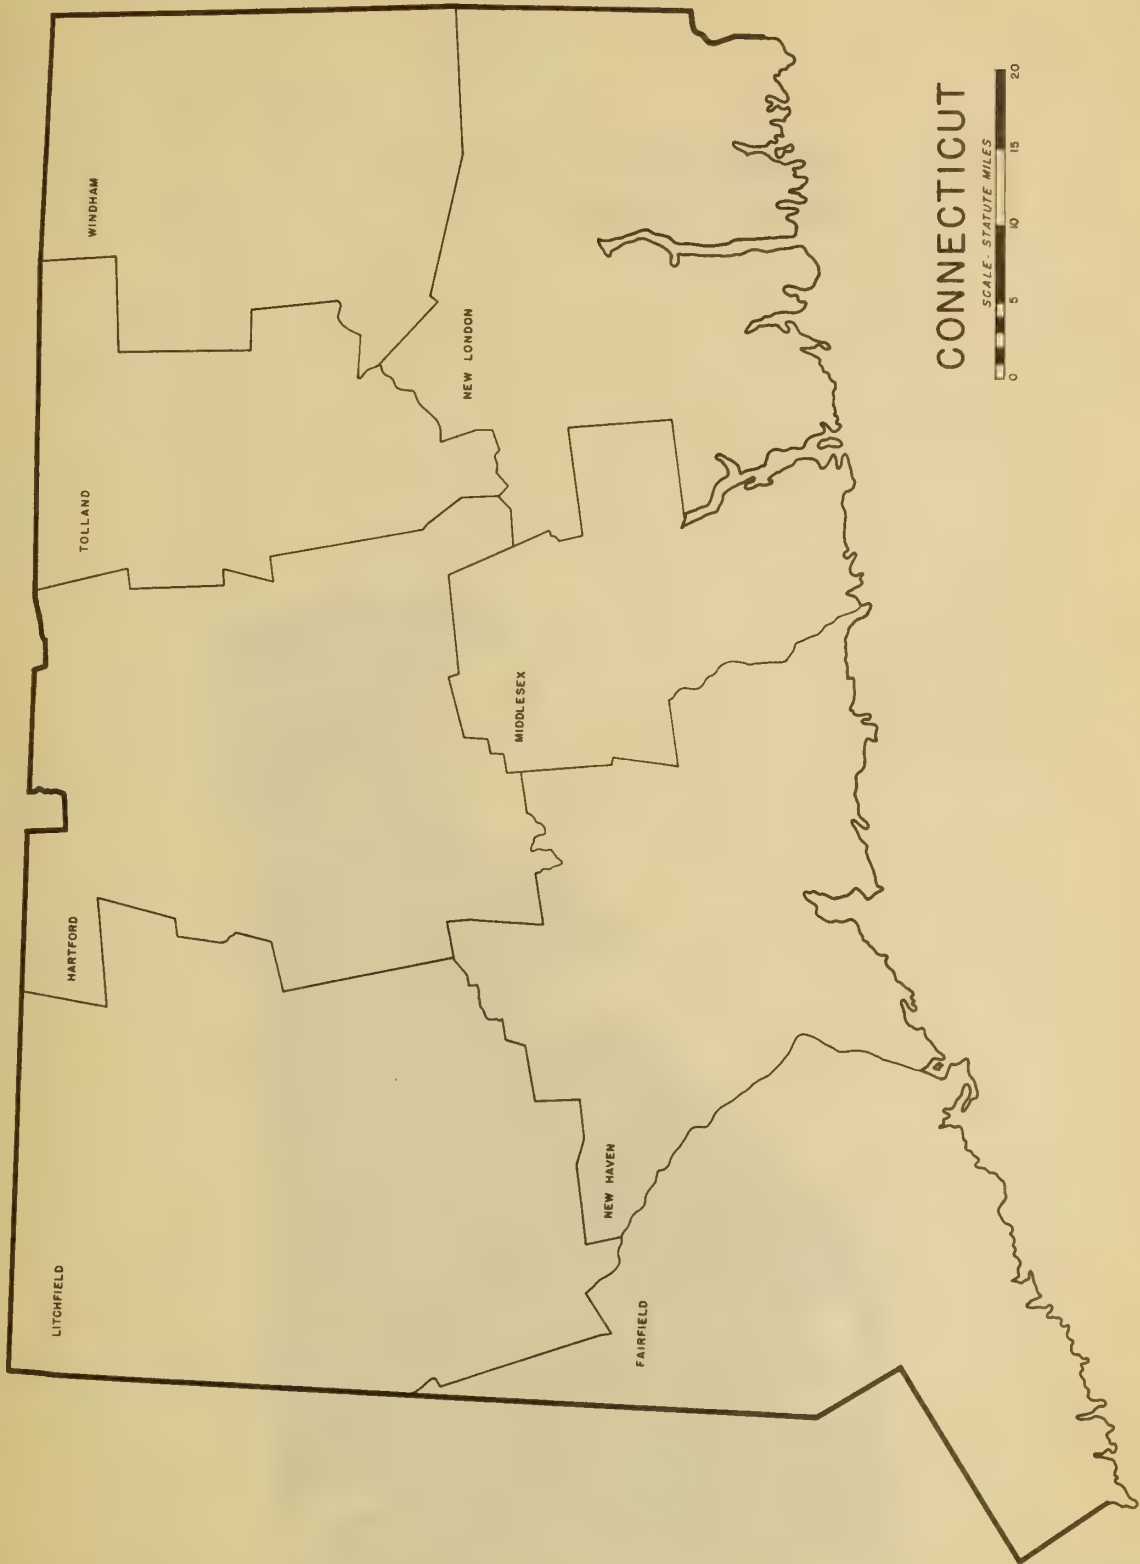 LITCHFIELD
HARTFORD
TOLLAND
WINDHAM
MIDDLESEX
NEW LONDON
NEW HAVEN
FAIRFIELD
CONNECTICUT
SCALE - STATUTE MILES
0 5 10 15 20